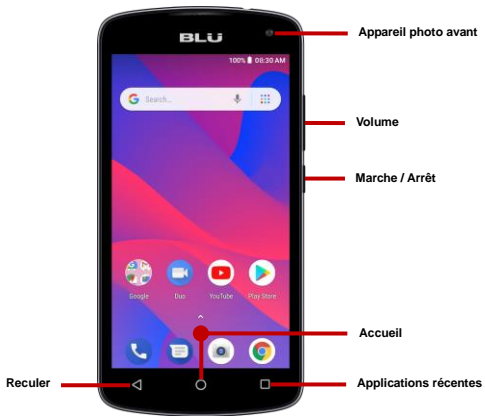 BLU
Appareil photo avant
100% 08:30 AM
G Search...
Volume
Marche / Arrêt
Google Duo YouTube Play Store
Accueil
Reculer
Applications récentes